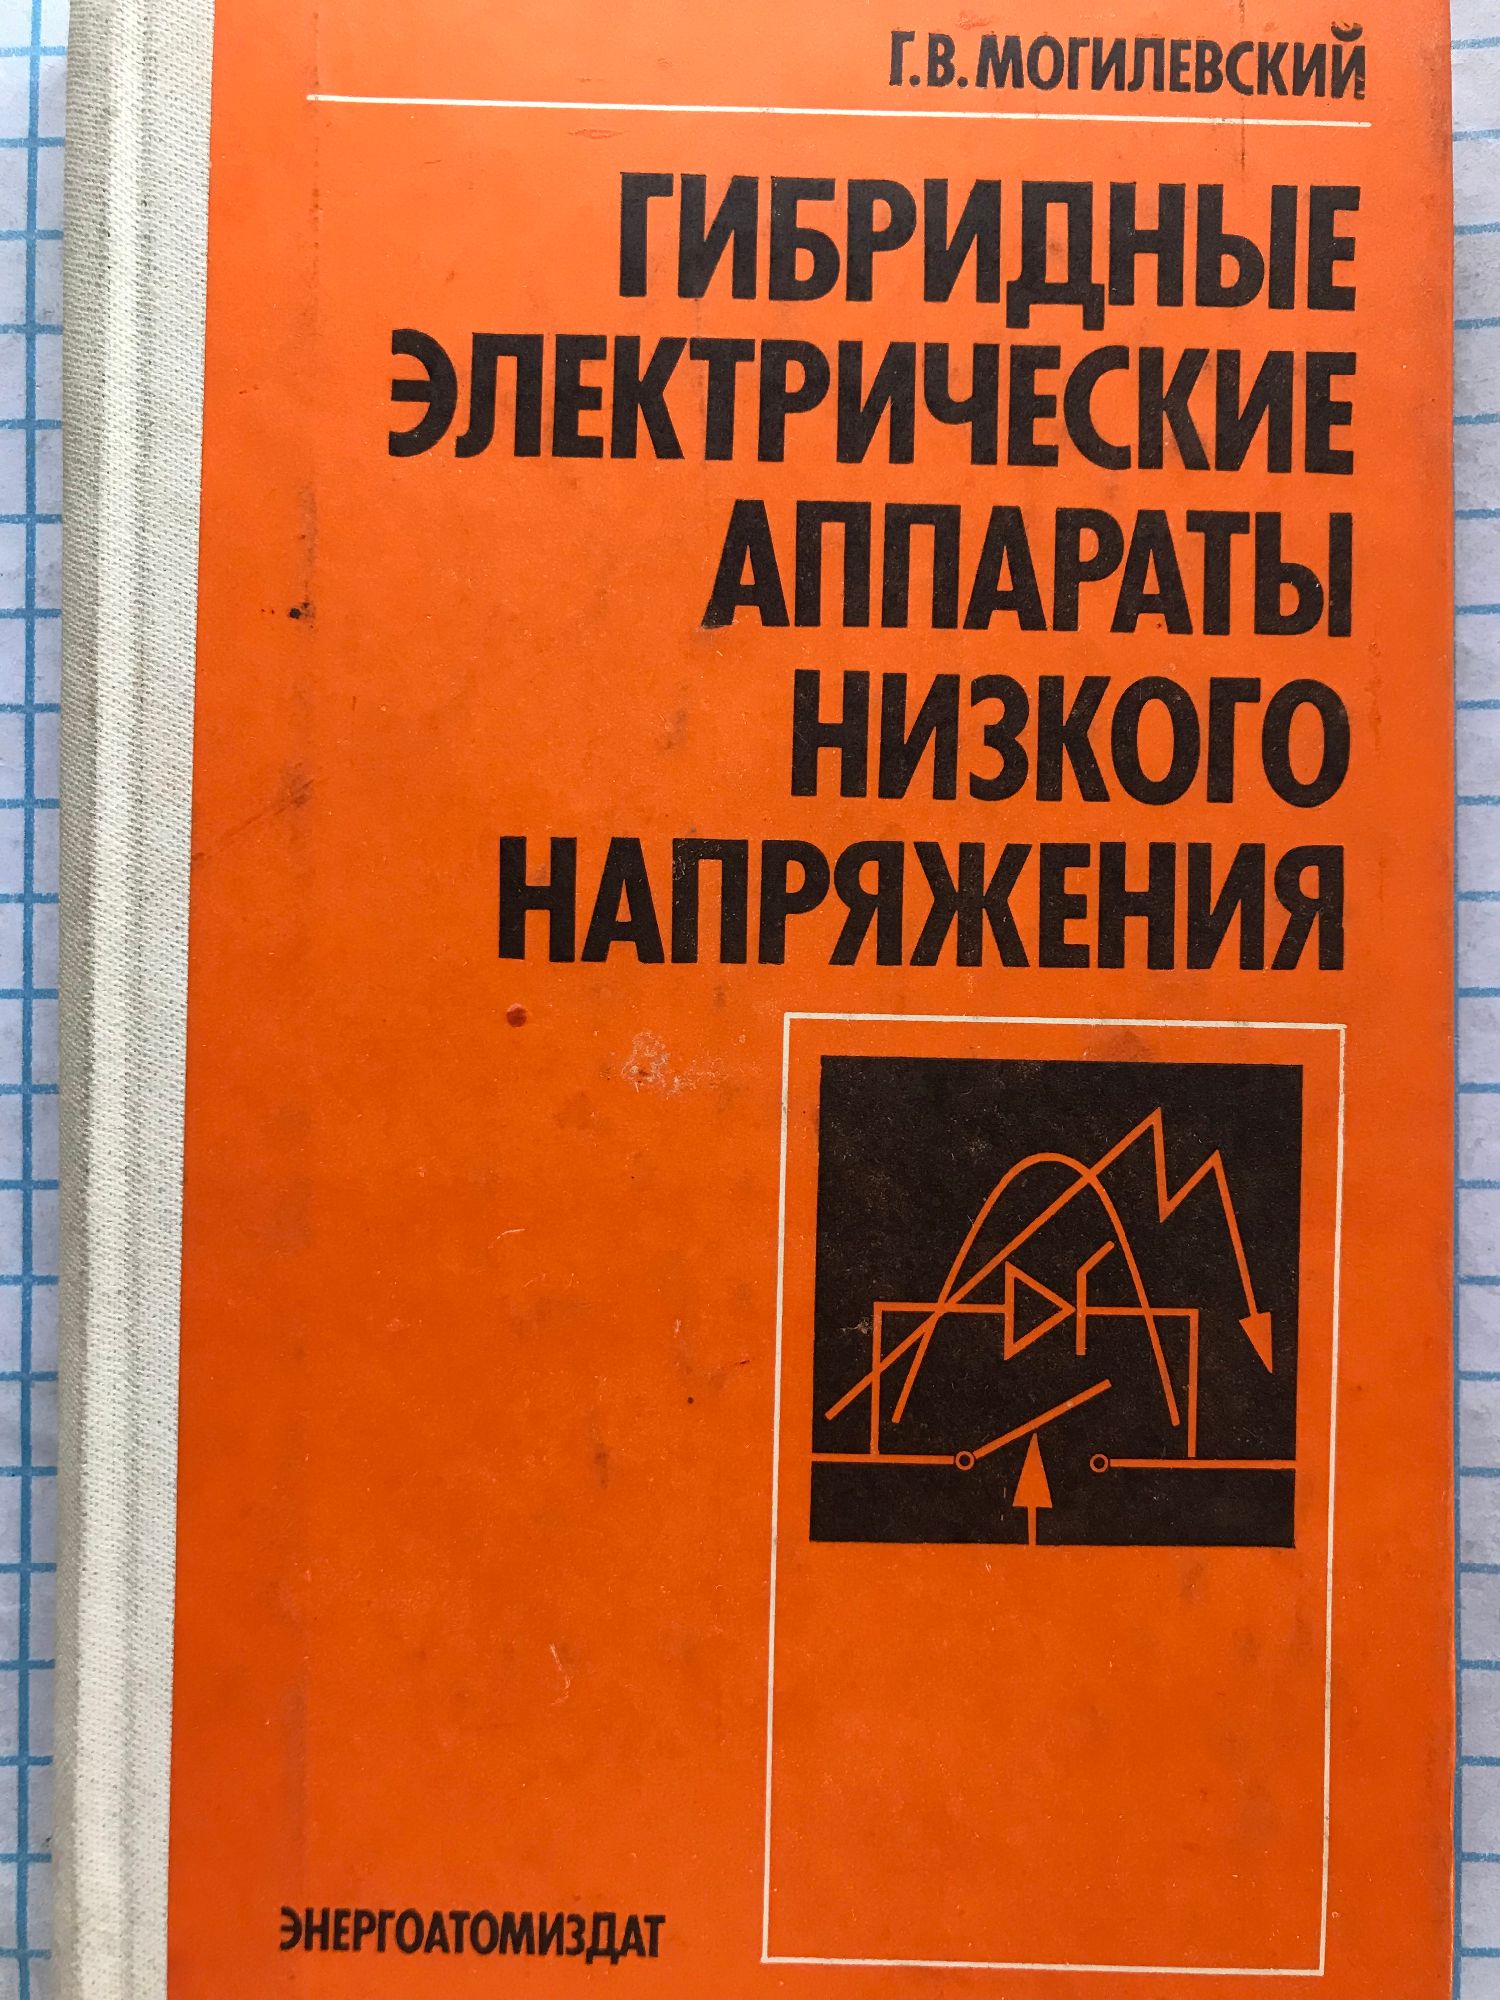 Г.В.МОГИЛЕВСКИЙ
ГИБРИДНЫЕ
ЭЛЕКТРИЧЕСКИЕ
АППАРАТЫ
НИЗКОГО
НАПРЯЖЕНИЯ
ЭНЕРГОАТОМИЗДАТ